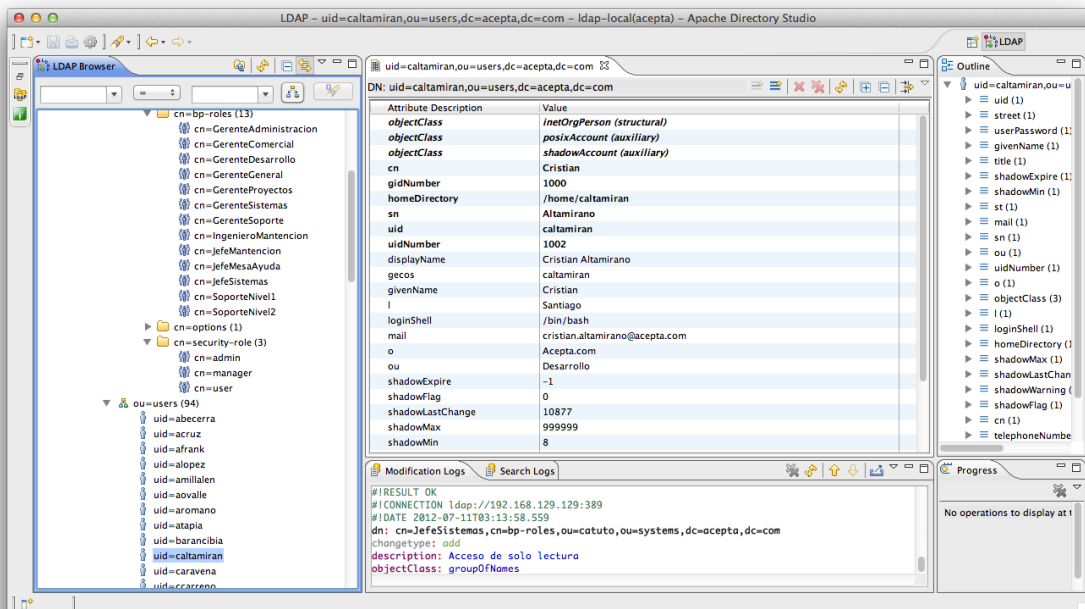 LDAP - uid=caltamiran,ou=users,dc=acepta,dc=com - ldap-local(acepta) - Apache Directory Studio
LDAP
LDAP Browser
=
cn=bp-roles (13)
cn=GerenteAdministracion
cn=GerenteComercial
cn=GerenteDesarrollo
cn=GerenteGeneral
cn=GerenteProyectos
cn=GerenteSistemas
cn=GerenteSoporte
cn=IngenieroMantencion
cn=JefeMantencion
cn=JefeMesaAyuda
cn=JefeSistemas
cn=SoporteNivel1
cn=SoporteNivel2
cn=options (1)
cn=security-role (3)
cn=admin
cn=manager
cn=user
ou=users (94)
uid=abecerra
uid=acruz
uid=afrank
uid=alopez
uid=amillalen
uid=aovalle
uid=aromano
uid=atapia
uid=barancibia
uid=caltamiran
uid=caravena
uid=ccarreno
uid=caltamiran,ou=users,dc=acepta,dc=com
DN: uid=caltamiran,ou=users,dc=acepta,dc=com
Attribute Description Value
objectClass inetOrgPerson (structural)
objectClass posixAccount (auxiliary)
objectClass shadowAccount (auxiliary)
cn Cristian
gidNumber 1000
homeDirectory /home/caltamiran
sn Altamirano
uid caltamiran
uidNumber 1002
displayName Cristian Altamirano
gecos caltamiran
givenName Cristian
l Santiago
loginShell /bin/bash
mail cristian.altamirano@acepta.com
o Acepta.com
ou Desarrollo
shadowExpire -1
shadowFlag 0
shadowLastChange 10877
shadowMax 999999
shadowMin 8
Modification Logs Search Logs
#!RESULT OK
#!CONNECTION ldap://192.168.129.129:389
#!DATE 2012-07-11T03:13:58.559
dn: cn=JefeSistemas,cn=bp-roles,ou=catuto,ou=systems,dc=acepta,dc=com
changetype: add
description: Acceso de solo lectura
objectClass: groupOfNames
Outline
uid=caltamiran,ou=u
uid (1)
street (1)
userPassword (1)
givenName (1)
title (1)
shadowExpire (1)
shadowMin (1)
st (1)
mail (1)
sn (1)
ou (1)
uidNumber (1)
o (1)
objectClass (3)
l (1)
loginShell (1)
homeDirectory (1
shadowMax (1)
shadowLastChan
shadowWarning (
shadowFlag (1)
cn (1)
telephoneNumbe
Progress
No operations to display at t